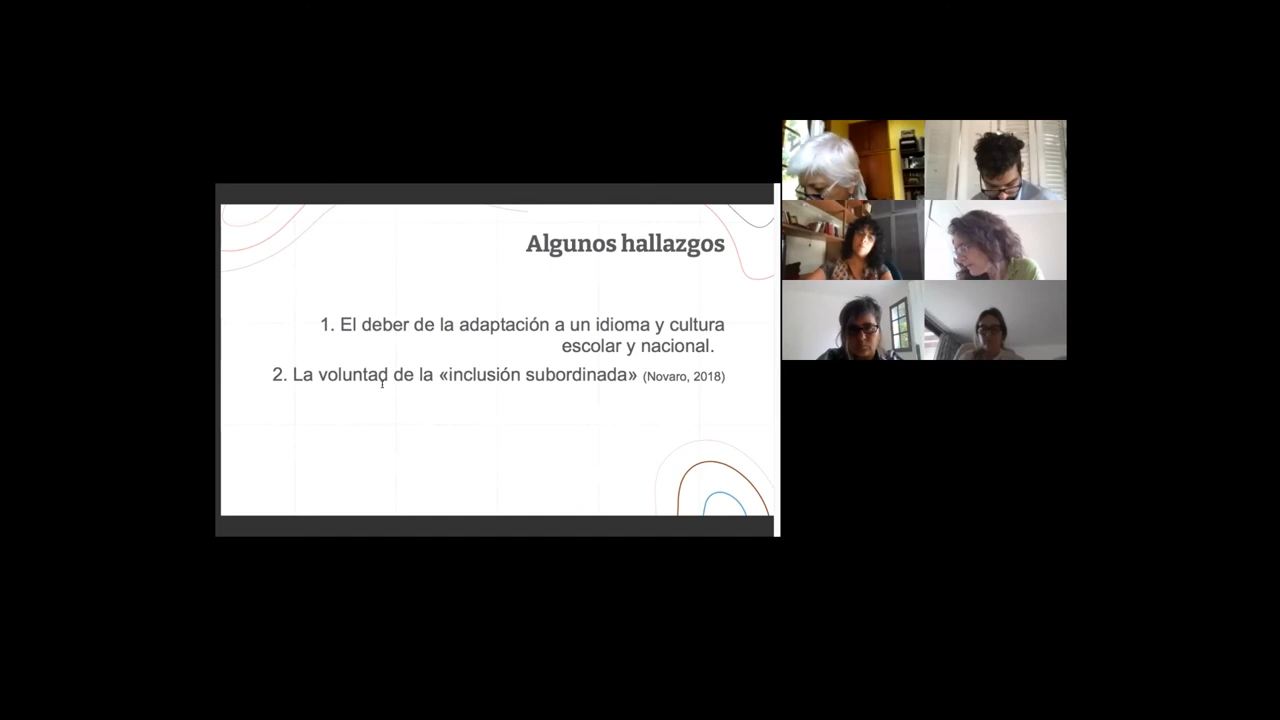 Algunos hallazgos
1. El deber de la adaptación a un idioma y cultura
escolar y nacional.
2. La voluntad de la «inclusión subordinada» (Novaro, 2018)